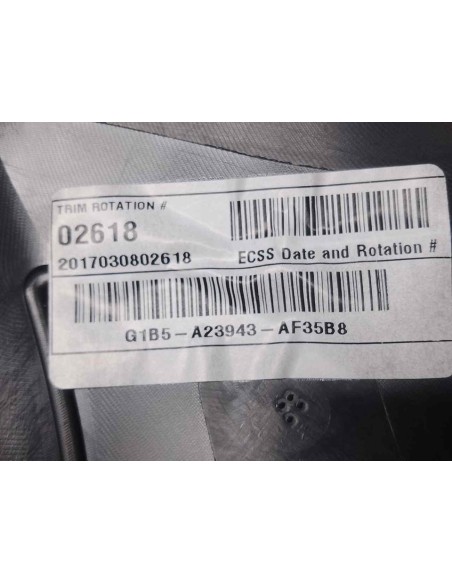 TRIM ROTATION #
02618
2017030802618 ECSS Date and Rotation #
G1B5-A23943-AF35B8